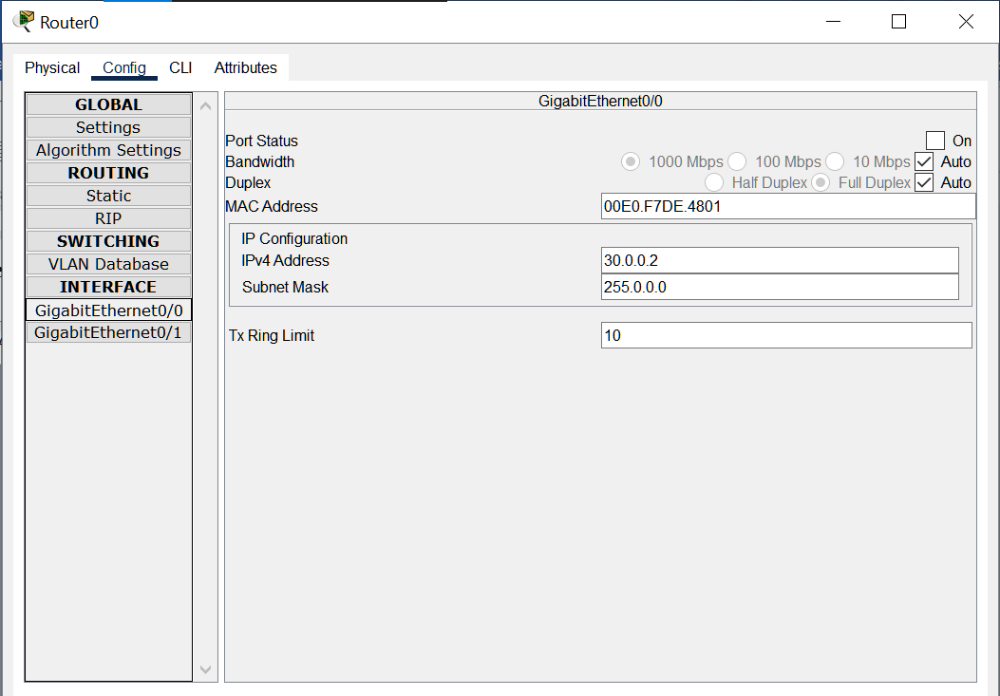 Router0
Physical Config CLI Attributes
GLOBAL
Settings
Algorithm Settings
ROUTING
Static
RIP
SWITCHING
VLAN Database
INTERFACE
GigabitEthernet0/0
GigabitEthernet0/1
GigabitEthernet0/0
Port Status On
Bandwidth 1000 Mbps 100 Mbps 10 Mbps Auto
Duplex Half Duplex Full Duplex Auto
MAC Address 00E0.F7DE.4801
IP Configuration
IPv4 Address 30.0.0.2
Subnet Mask 255.0.0.0
Tx Ring Limit 10